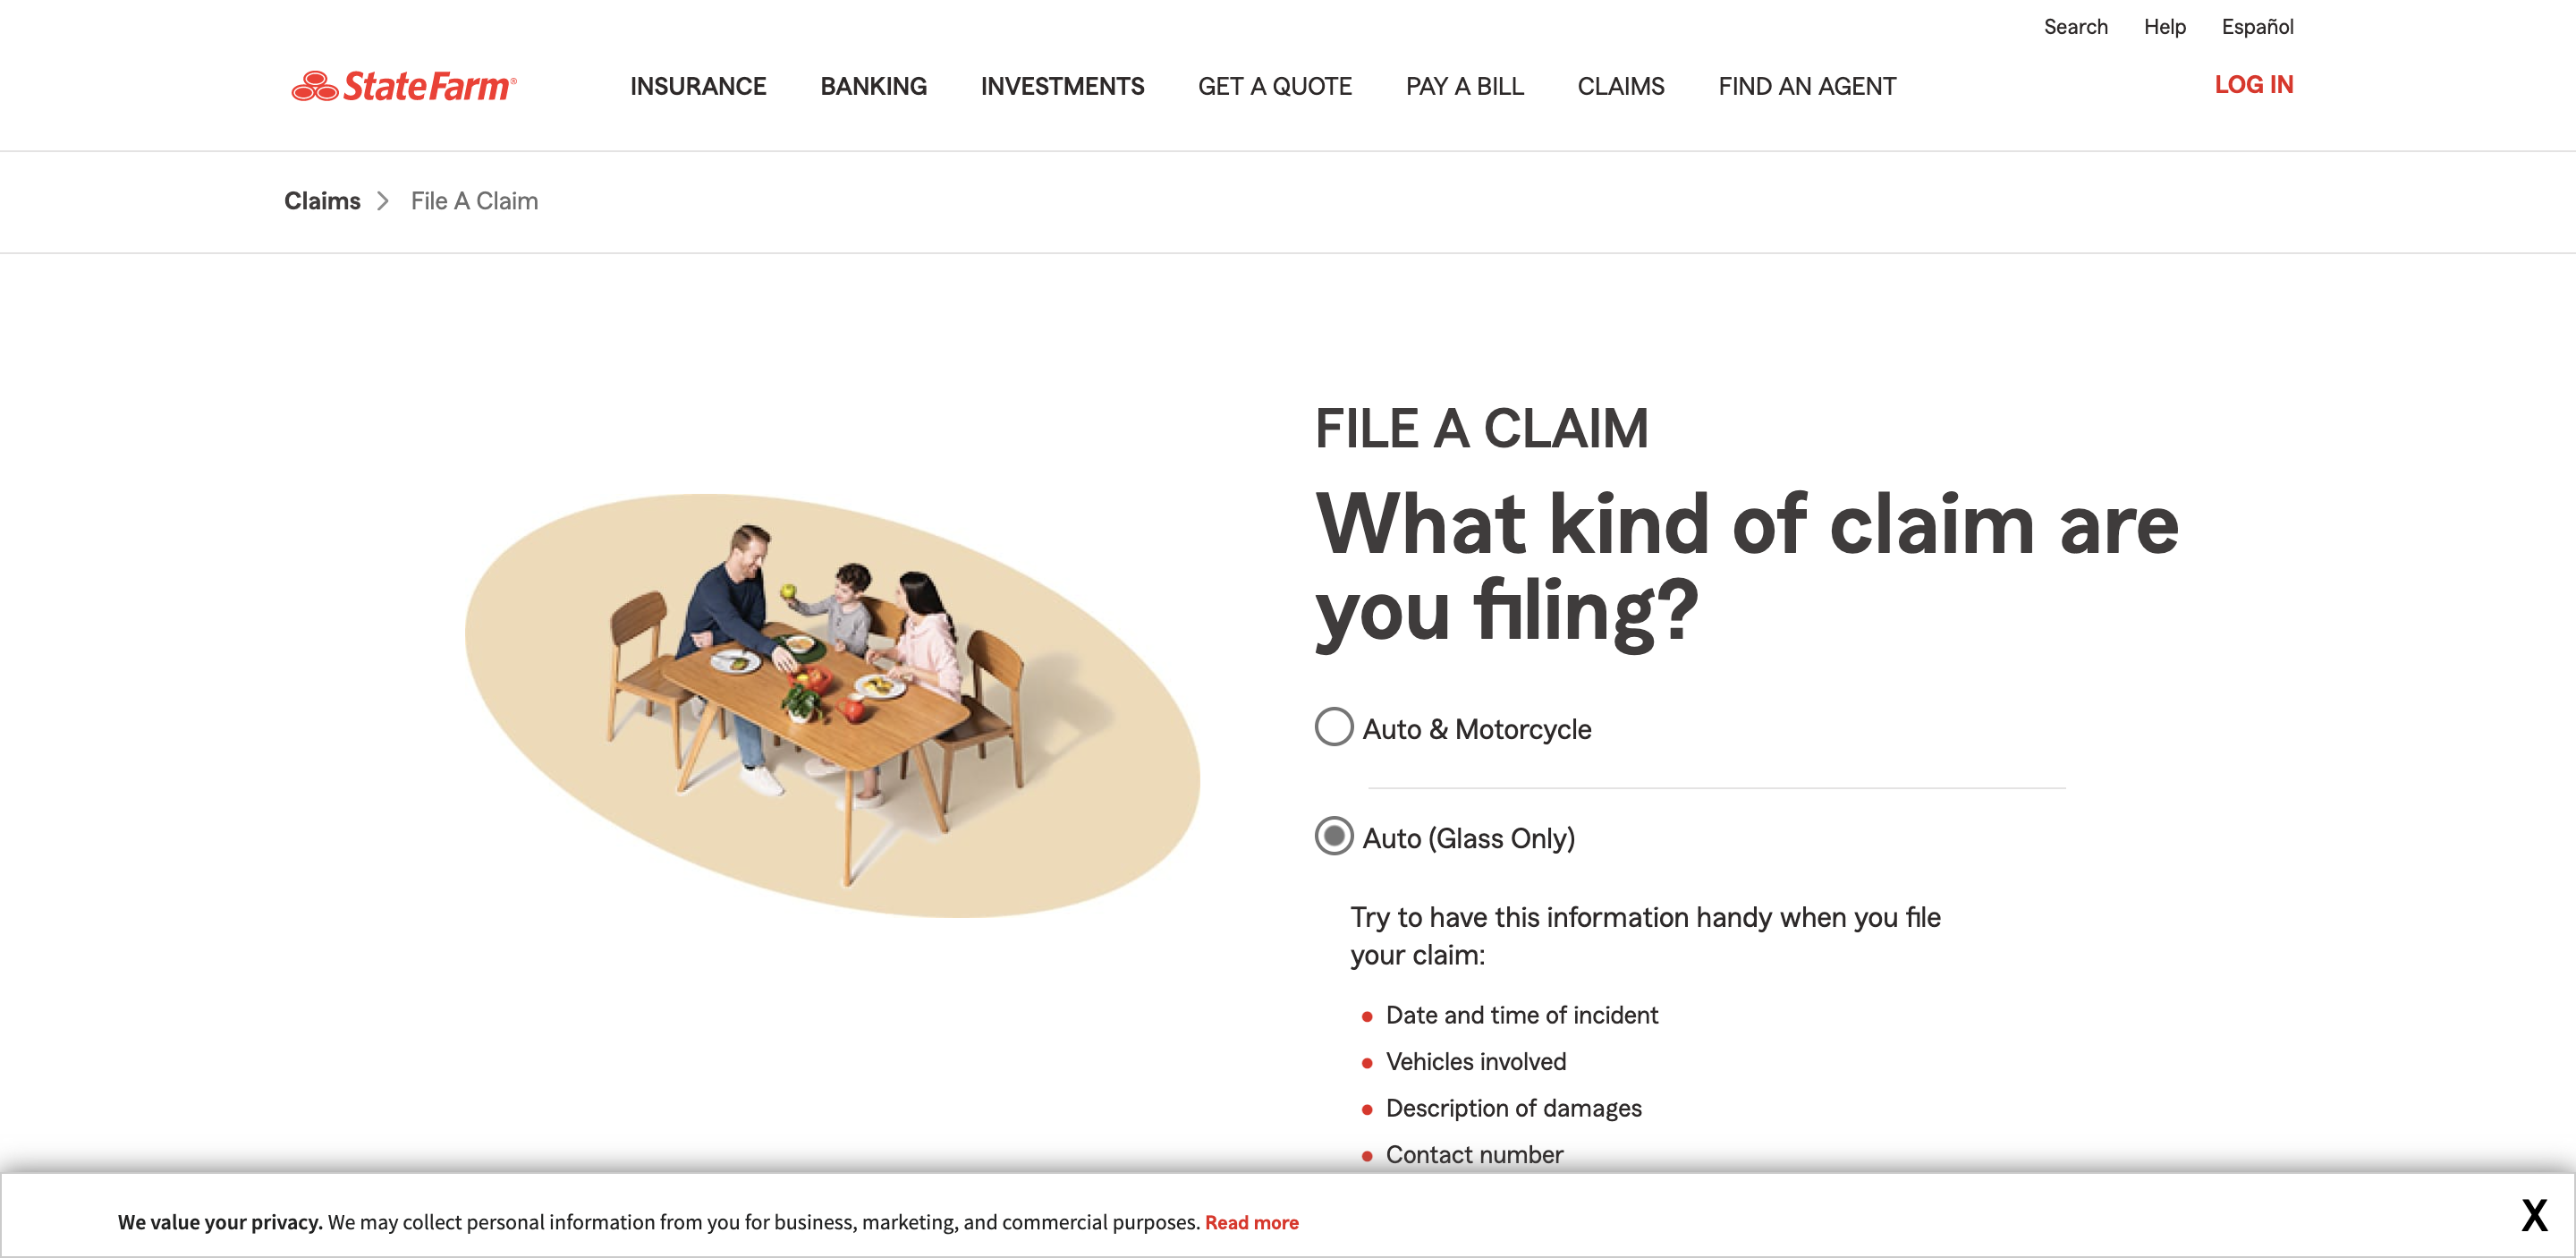 Search Help Español
StateFarm®
INSURANCE BANKING INVESTMENTS GET A QUOTE PAY A BILL CLAIMS FIND AN AGENT LOG IN
Claims > File A Claim
FILE A CLAIM
What kind of claim are
you filing?
Auto & Motorcycle
Auto (Glass Only)
Try to have this information handy when you file
your claim:
• Date and time of incident
• Vehicles involved
• Description of damages
• Contact number
We value your privacy. We may collect personal information from you for business, marketing, and commercial purposes. Read more
X